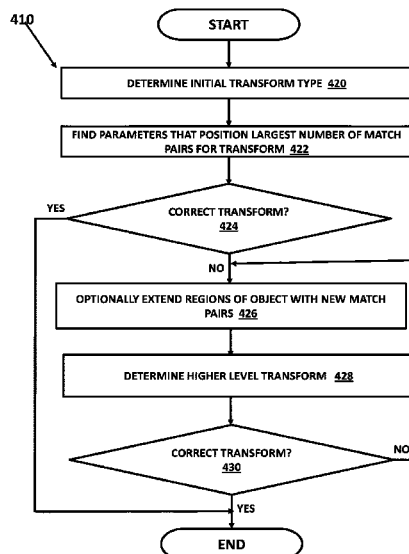 410
START
DETERMINE INITIAL TRANSFORM TYPE 420
FIND PARAMETERS THAT POSITION LARGEST NUMBER OF MATCH
PAIRS FOR TRANSFORM 422
YES
CORRECT TRANSFORM?
424
NO
OPTIONALLY EXTEND REGIONS OF OBJECT WITH NEW MATCH
PAIRS 426
DETERMINE HIGHER LEVEL TRANSFORM 428
CORRECT TRANSFORM?
430
NO
YES
END